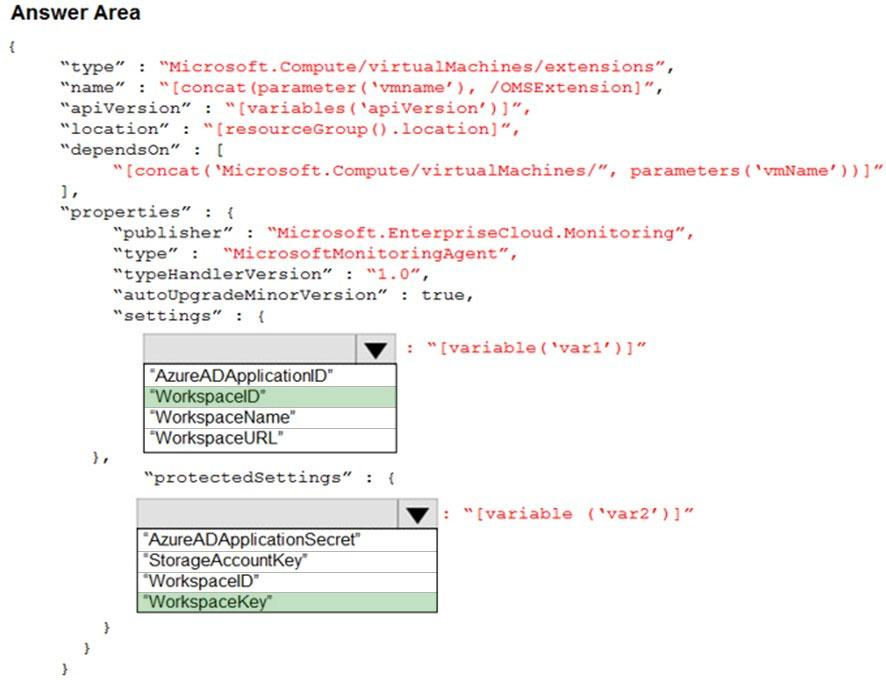 Answer Area
{
“type” : “Microsoft.Compute/virtualMachines/extensions”,
“name” : “[concat(parameter(‘vmname’), /OMSExtension]”,
“apiVersion” : “[variables(‘apiVersion’)]”,
“location” : “[resourceGroup().location]”,
“dependsOn” : [
“[concat(‘Microsoft.Compute/virtualMachines/”, parameters(‘vmName’))]”
],
“properties” : {
“publisher” : “Microsoft.EnterpriseCloud.Monitoring”,
“type” : “MicrosoftMonitoringAgent”,
“typeHandlerVersion” : “1.0”,
“autoUpgradeMinorVersion” : true,
“settings” : {
: “[variable(‘var1’)]”
“AzureADApplicationID”
“WorkspaceID”
“WorkspaceName”
“WorkspaceURL”
},
“protectedSettings” : {
: “[variable (‘var2’)]”
“AzureADApplicationSecret”
“StorageAccountKey”
“WorkspaceID”
“WorkspaceKey”
}
}
}